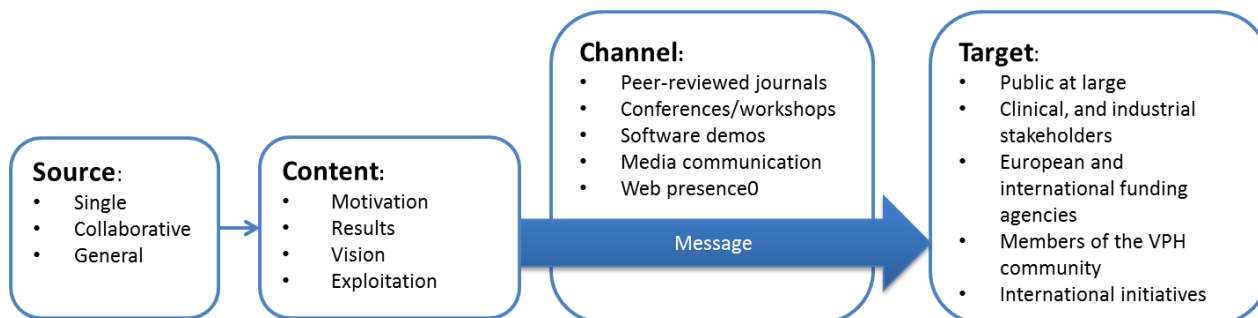 Source:
• Single
• Collaborative
• General
Content:
• Motivation
• Results
• Vision
• Exploitation
Channel:
• Peer-reviewed journals
• Conferences/workshops
• Software demos
• Media communication
• Web presence0
Message
Target:
• Public at large
• Clinical, and industrial
stakeholders
• European and
international funding
agencies
• Members of the VPH
community
• International initiatives